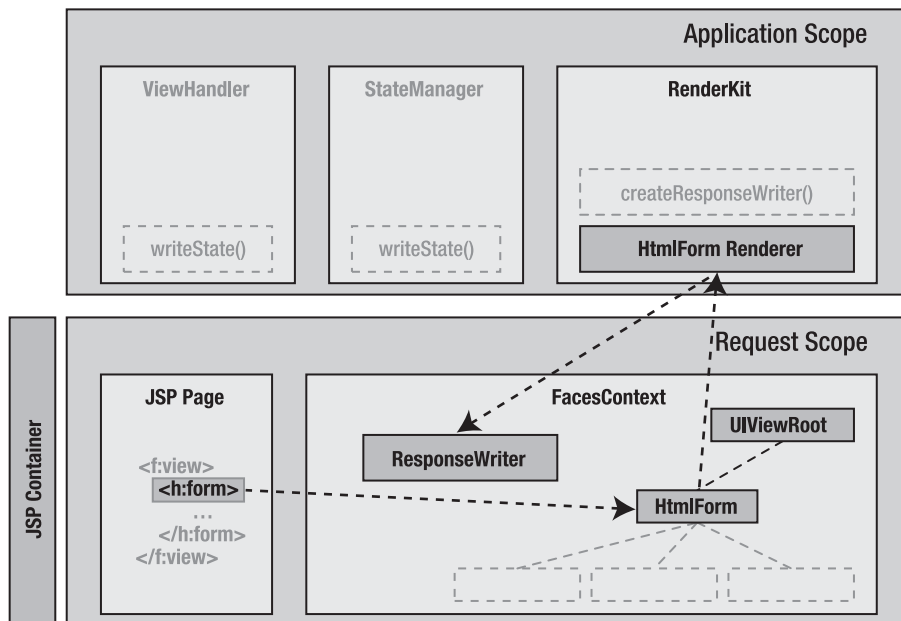 Application Scope
ViewHandler
StateManager
RenderKit
createResponseWriter()
writeState()
writeState()
HtmlForm Renderer
JSP Container
Request Scope
JSP Page
FacesContext
UIViewRoot
ResponseWriter
<f:view>
<h:form>
...
</h:form>
</f:view>
HtmlForm